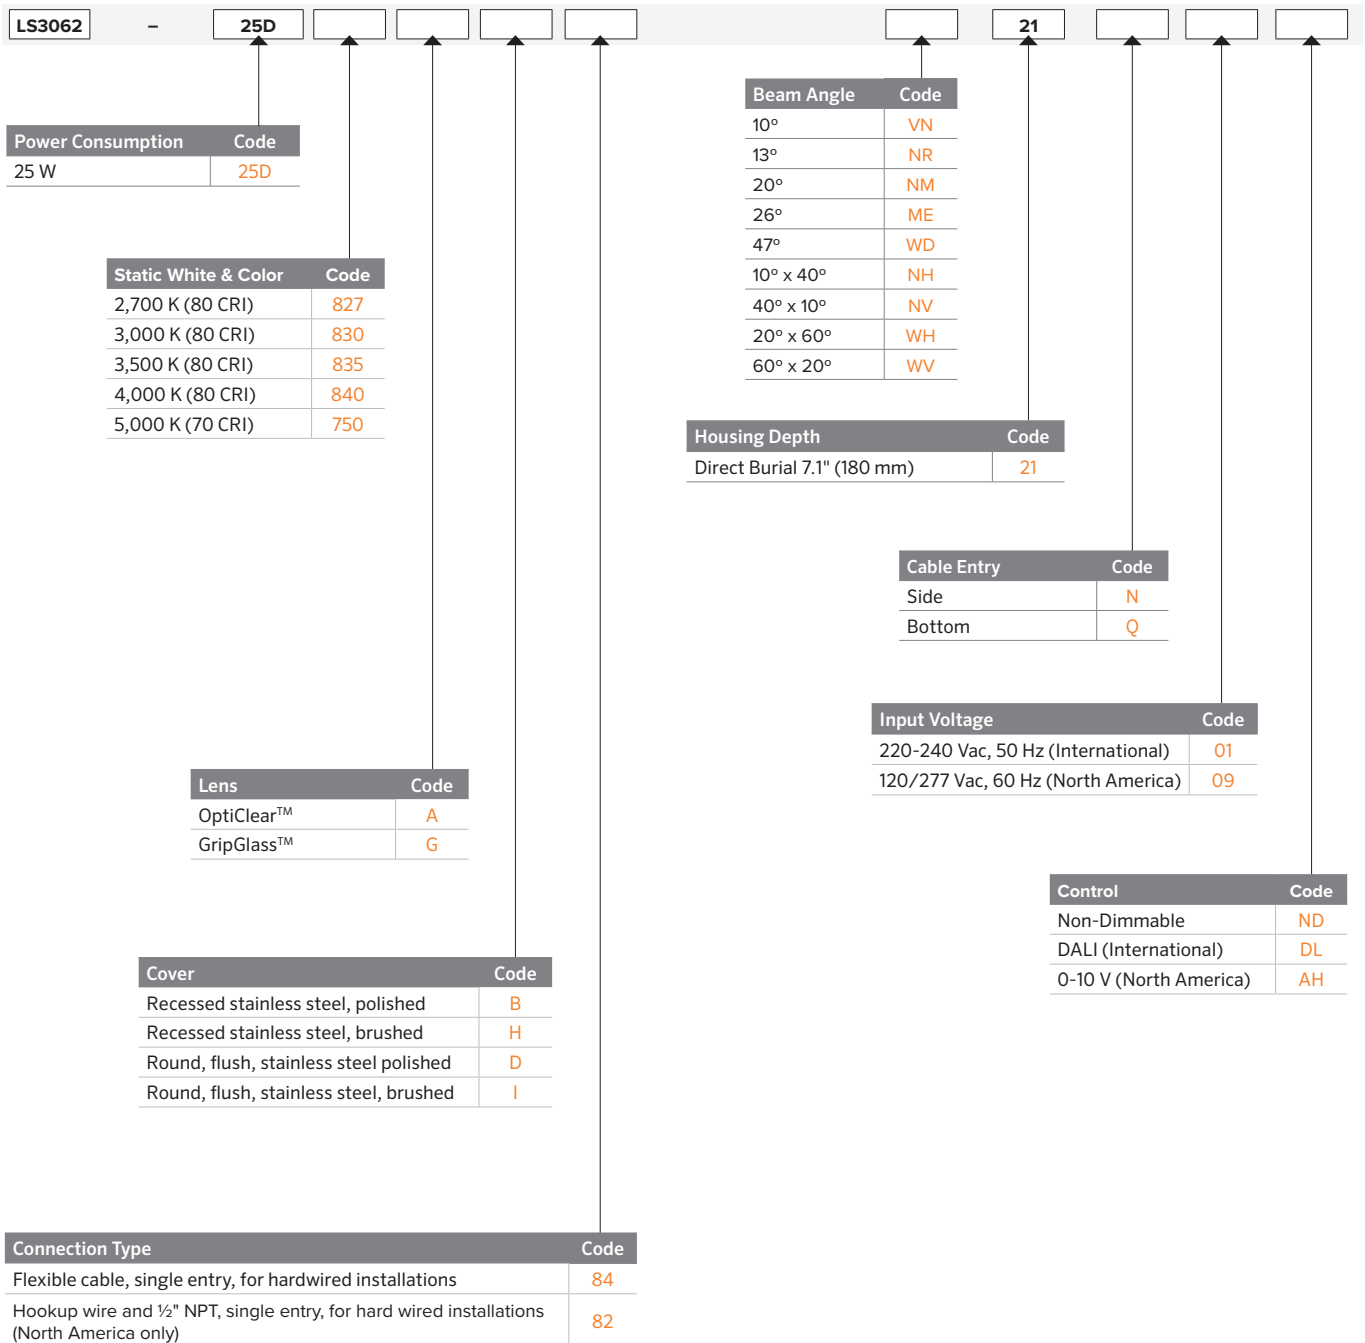 LS3062 – 25D 21
Power Consumption Code
25 W 25D
Static White & Color Code
2,700 K (80 CRI) 827
3,000 K (80 CRI) 830
3,500 K (80 CRI) 835
4,000 K (80 CRI) 840
5,000 K (70 CRI) 750
Lens Code
OptiClear™ A
GripGlass™ G
Cover Code
Recessed stainless steel, polished B
Recessed stainless steel, brushed H
Round, flush, stainless steel polished D
Round, flush, stainless steel, brushed I
Connection Type Code
Flexible cable, single entry, for hardwired installations 84
Hookup wire and ½" NPT, single entry, for hard wired installations
(North America only) 82
Beam Angle Code
10° VN
13° NR
20° NM
26° ME
47° WD
10° x 40° NH
40° x 10° NV
20° x 60° WH
60° x 20° WV
Housing Depth Code
Direct Burial 7.1" (180 mm) 21
Cable Entry Code
Side N
Bottom Q
Input Voltage Code
220-240 Vac, 50 Hz (International) 01
120/277 Vac, 60 Hz (North America) 09
Control Code
Non-Dimmable ND
DALI (International) DL
0-10 V (North America) AH